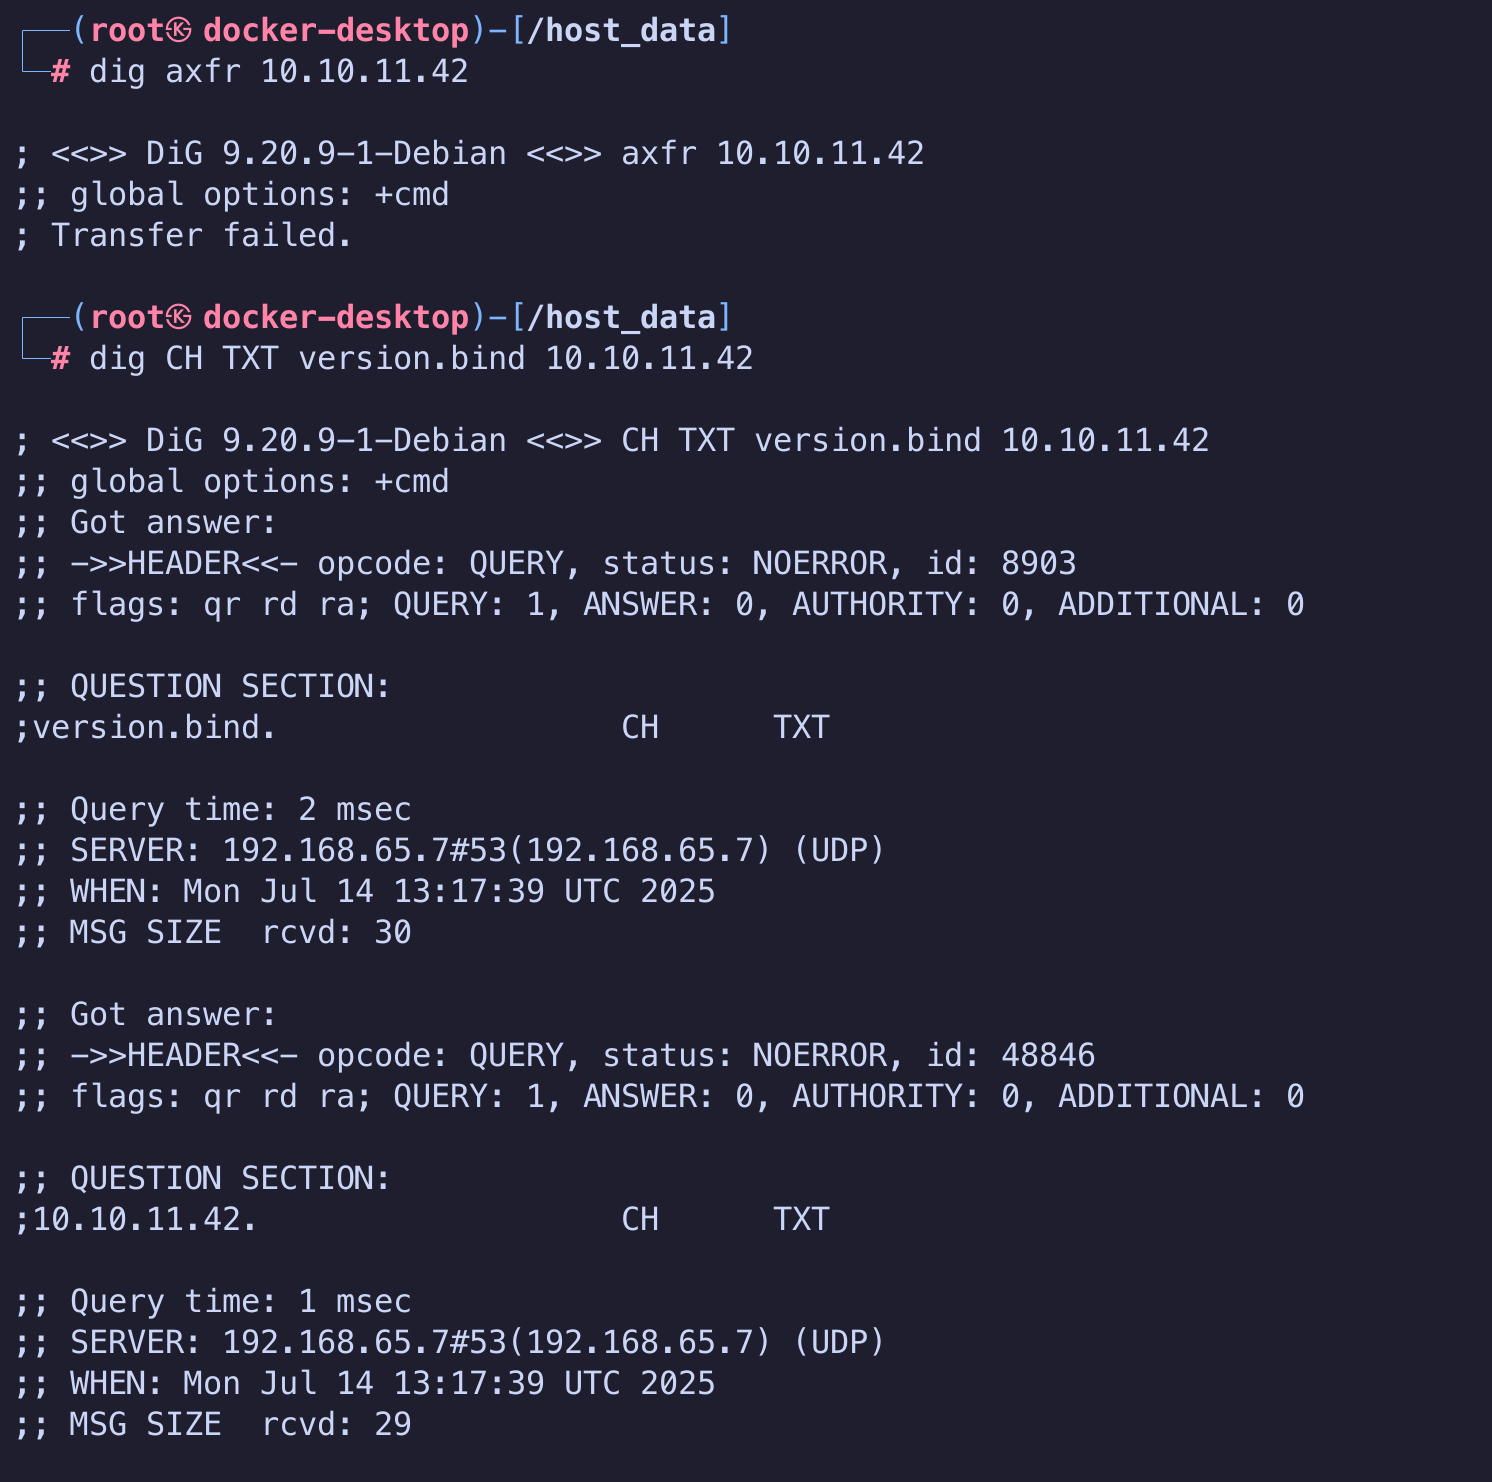 ┌──(root㉿docker-desktop)-[/host_data]
└─# dig axfr 10.10.11.42

; <<>> DiG 9.20.9-1-Debian <<>> axfr 10.10.11.42
;; global options: +cmd
; Transfer failed.

┌──(root㉿docker-desktop)-[/host_data]
└─# dig CH TXT version.bind 10.10.11.42

; <<>> DiG 9.20.9-1-Debian <<>> CH TXT version.bind 10.10.11.42
;; global options: +cmd
;; Got answer:
;; ->>HEADER<<- opcode: QUERY, status: NOERROR, id: 8903
;; flags: qr rd ra; QUERY: 1, ANSWER: 0, AUTHORITY: 0, ADDITIONAL: 0

;; QUESTION SECTION:
;version.bind.                  CH      TXT

;; Query time: 2 msec
;; SERVER: 192.168.65.7#53(192.168.65.7) (UDP)
;; WHEN: Mon Jul 14 13:17:39 UTC 2025
;; MSG SIZE  rcvd: 30

;; Got answer:
;; ->>HEADER<<- opcode: QUERY, status: NOERROR, id: 48846
;; flags: qr rd ra; QUERY: 1, ANSWER: 0, AUTHORITY: 0, ADDITIONAL: 0

;; QUESTION SECTION:
;10.10.11.42.                   CH      TXT

;; Query time: 1 msec
;; SERVER: 192.168.65.7#53(192.168.65.7) (UDP)
;; WHEN: Mon Jul 14 13:17:39 UTC 2025
;; MSG SIZE  rcvd: 29